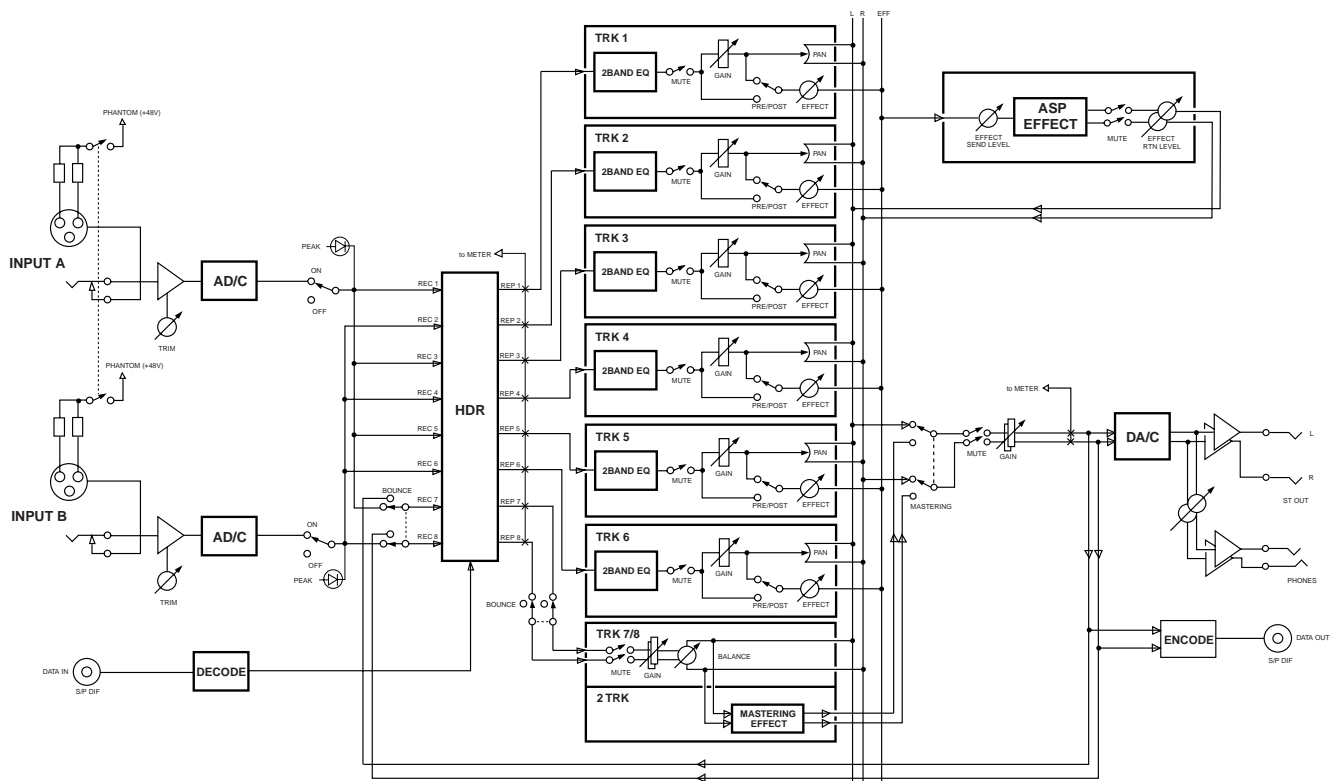 L R EFF
TRK 1
2BAND EQ
MUTE
GAIN
PAN
PRE/POST
EFFECT
EFFECT
SEND LEVEL
ASP
EFFECT
MUTE
EFFECT
RTN LEVEL
TRK 2
2BAND EQ
MUTE
GAIN
PAN
PRE/POST
EFFECT
TRK 3
2BAND EQ
MUTE
GAIN
PAN
PRE/POST
EFFECT
TRK 4
2BAND EQ
MUTE
GAIN
PAN
PRE/POST
EFFECT
TRK 5
2BAND EQ
MUTE
GAIN
PAN
PRE/POST
EFFECT
TRK 6
2BAND EQ
MUTE
GAIN
PAN
PRE/POST
EFFECT
TRK 7/8
MUTE
GAIN
BALANCE
2 TRK
MASTERING
EFFECT
PHANTOM (+48V)
INPUT A
TRIM
AD/C
ON
OFF
PEAK
PHANTOM (+48V)
INPUT B
TRIM
AD/C
ON
OFF
PEAK
BOUNCE
REC 1
REC 2
REC 3
REC 4
REC 5
REC 6
REC 7
REC 8
HDR
to METER
REP 1
REP 2
REP 3
REP 4
REP 5
REP 6
REP 7
REP 8
BOUNCE
DATA IN
S/P DIF
DECODE
MASTERING
MUTE
GAIN
to METER
DA/C
L
R
ST OUT
PHONES
ENCODE
DATA OUT
S/P DIF